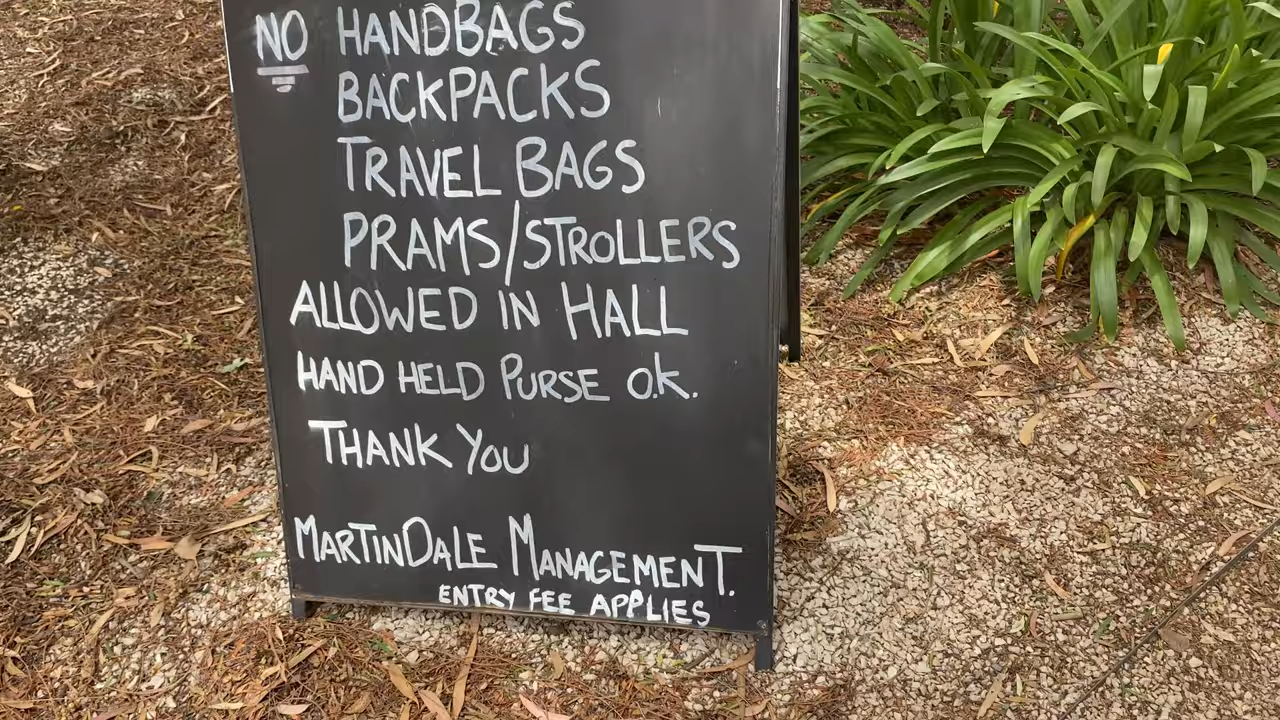 NO HANDBAGS
BACKPACKS
TRAVEL BAGS
PRAMS/STROLLERS
ALLOWED IN HALL
HAND HELD PURSE O.K.
THANK YOU
MARTINDALE MANAGEMENT.
ENTRY FEE APPLIES